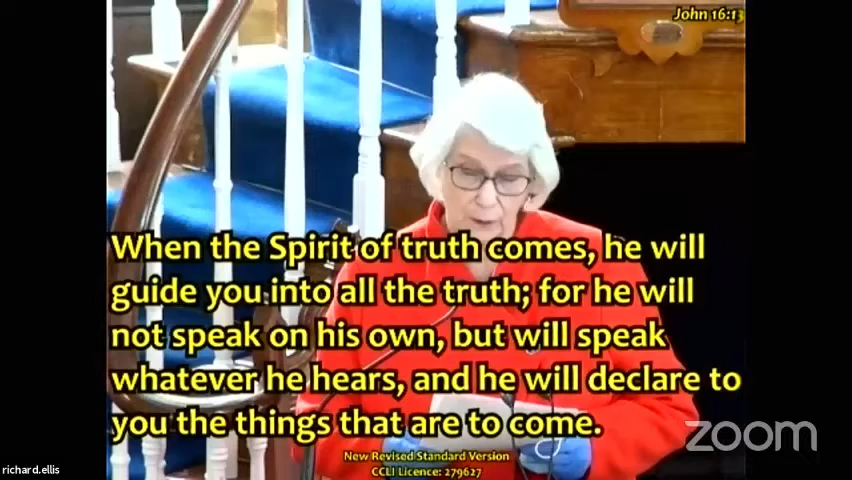 John 16:13
When the Spirit of truth comes, he will
guide you into all the truth; for he will
not speak on his own, but will speak
whatever he hears, and he will declare to
you the things that are to come.
New Revised Standard Version
CCLI Licence: 279627
zoom
richard.ellis